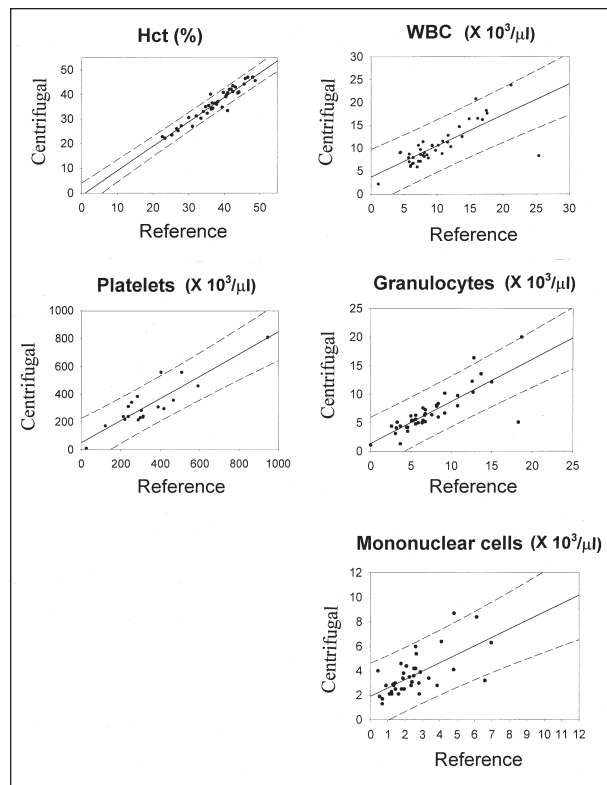 Hct (%)
WBC (X 10³/μl)
Centrifugal
50
40
30
20
10
0
0 10 20 30 40 50
Reference
Centrifugal
30
25
20
15
10
5
0
0 5 10 15 20 25 30
Reference
Platelets (X 10³/μl)
Granulocytes (X 10³/μl)
Centrifugal
1000
800
600
400
200
0
0 200 400 600 800 1000
Reference
Centrifugal
25
20
15
10
5
0
0 5 10 15 20 25
Reference
Mononuclear cells (X 10³/μl)
Centrifugal
12
10
8
6
4
2
0
0 1 2 3 4 5 6 7 8 9 10 11 12
Reference